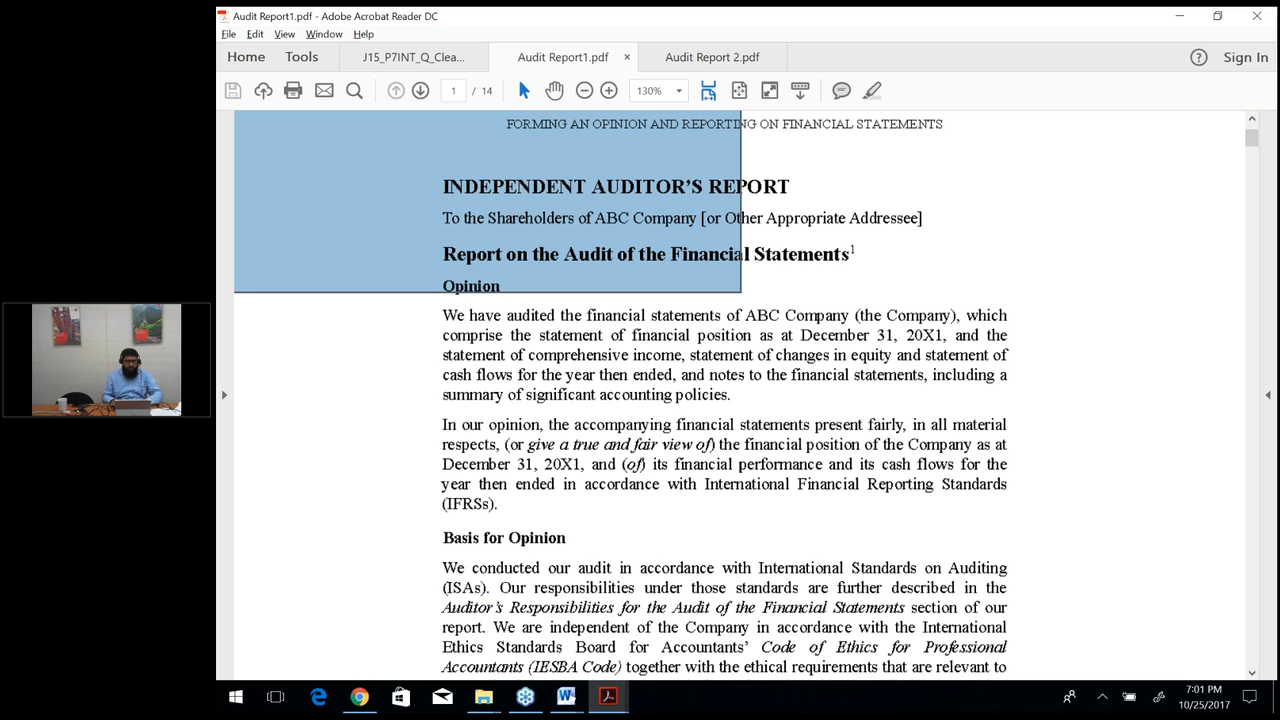 Audit Report1.pdf - Adobe Acrobat Reader DC
File Edit View Window Help
Home Tools J15_P7INT_Q_Clea... Audit Report1.pdf × Audit Report 2.pdf ? Sign In
1 / 14 130%
FORMING AN OPINION AND REPORTING ON FINANCIAL STATEMENTS
INDEPENDENT AUDITOR’S REPORT
To the Shareholders of ABC Company [or Other Appropriate Addressee]
Report on the Audit of the Financial Statements1
Opinion
We have audited the financial statements of ABC Company (the Company), which
comprise the statement of financial position as at December 31, 20X1, and the
statement of comprehensive income, statement of changes in equity and statement of
cash flows for the year then ended, and notes to the financial statements, including a
summary of significant accounting policies.
In our opinion, the accompanying financial statements present fairly, in all material
respects, (or give a true and fair view of) the financial position of the Company as at
December 31, 20X1, and (of) its financial performance and its cash flows for the
year then ended in accordance with International Financial Reporting Standards
(IFRSs).
Basis for Opinion
We conducted our audit in accordance with International Standards on Auditing
(ISAs). Our responsibilities under those standards are further described in the
Auditor’s Responsibilities for the Audit of the Financial Statements section of our
report. We are independent of the Company in accordance with the International
Ethics Standards Board for Accountants’ Code of Ethics for Professional
Accountants (IESBA Code) together with the ethical requirements that are relevant to
7:01 PM
10/25/2017